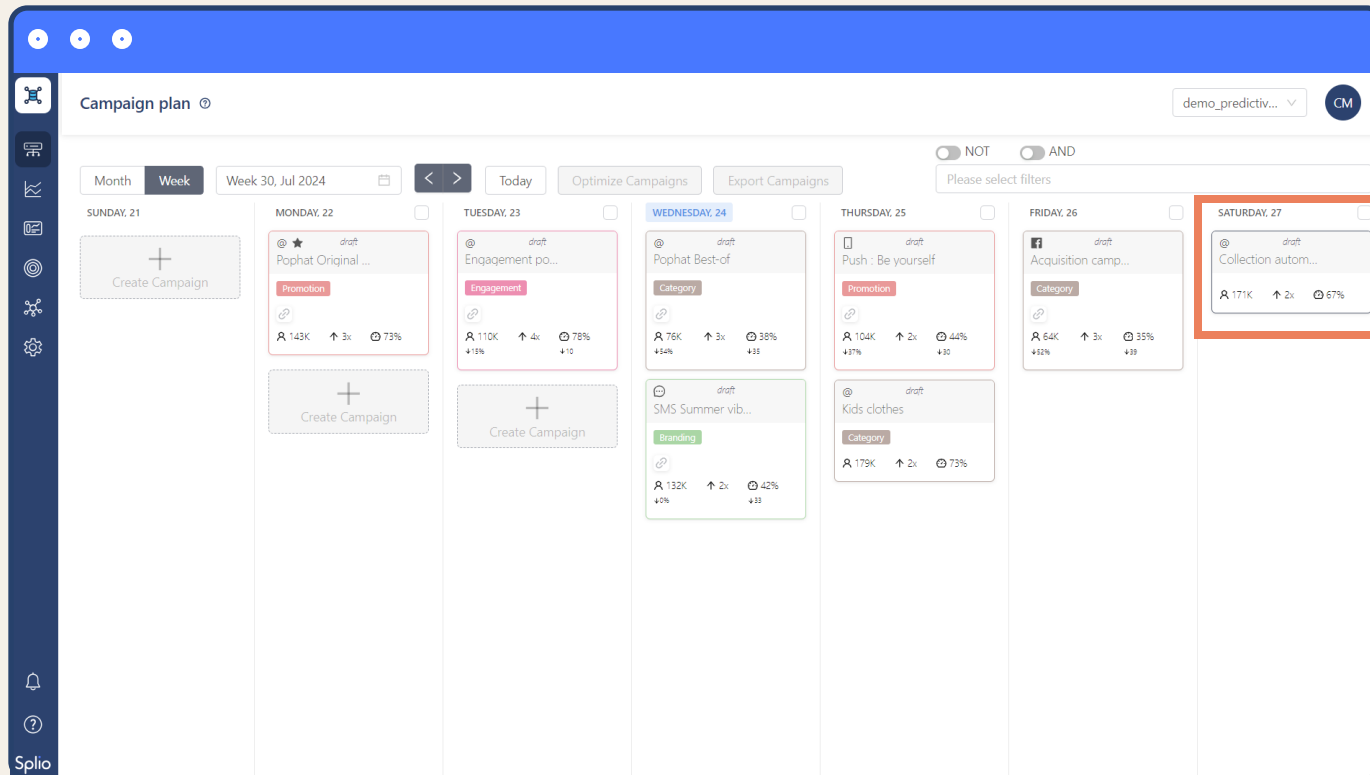 Campaign plan
demo_predictiv...
CM
NOT
AND
Month
Week
Week 30, Jul 2024
Today
Optimize Campaigns
Export Campaigns
Please select filters
SUNDAY, 21
Create Campaign
MONDAY, 22
@ ★ draft
Pophat Original ...
Promotion
143K ↑ 3x 73%
Create Campaign
TUESDAY, 23
@ draft
Engagement po...
Engagement
110K ↑ 4x 78%
↓15% ↓10
Create Campaign
WEDNESDAY, 24
@ draft
Pophat Best-of
Category
76K ↑ 3x 38%
↓54% ↓35
draft
SMS Summer vib...
Branding
132K ↑ 2x 42%
↓0% ↓33
THURSDAY, 25
draft
Push : Be yourself
Promotion
104K ↑ 2x 44%
↓37% ↓30
@ draft
Kids clothes
Category
179K ↑ 2x 73%
FRIDAY, 26
draft
Acquisition camp...
Category
64K ↑ 3x 35%
↓52% ↓39
SATURDAY, 27
@ draft
Collection autom...
171K ↑ 2x 67%
Splio